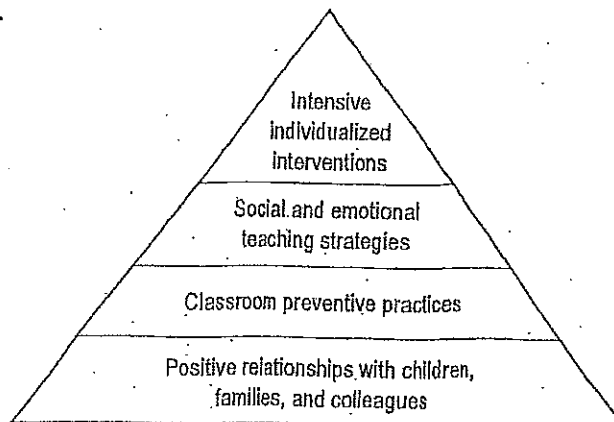 Intensive
individualized
interventions
Social and emotional
teaching strategies
Classroom preventive practices
Positive relationships with children,
families, and colleagues